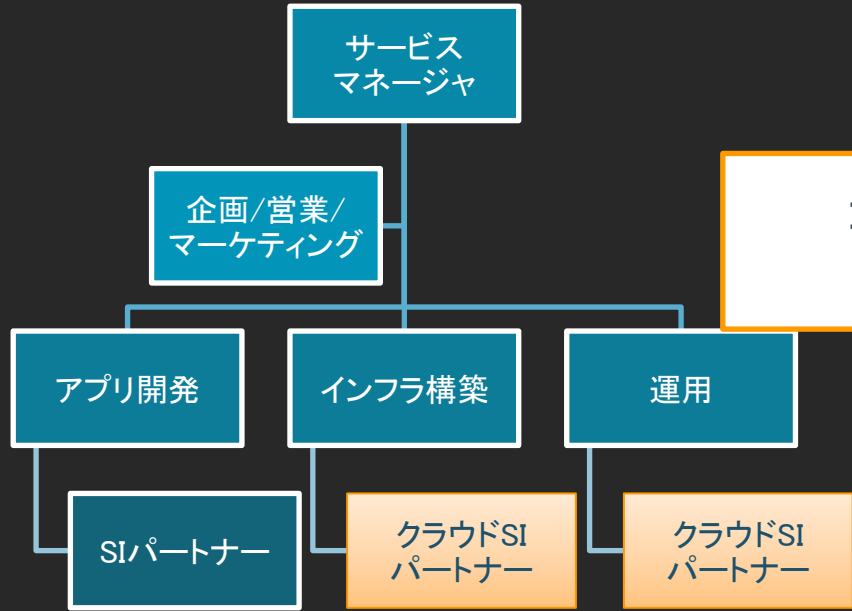 サービス
マネージャ
企画/営業/
マーケティング
アプリ開発
インフラ構築
運用
SIパートナー
クラウドSI
パートナー
クラウドSI
パートナー